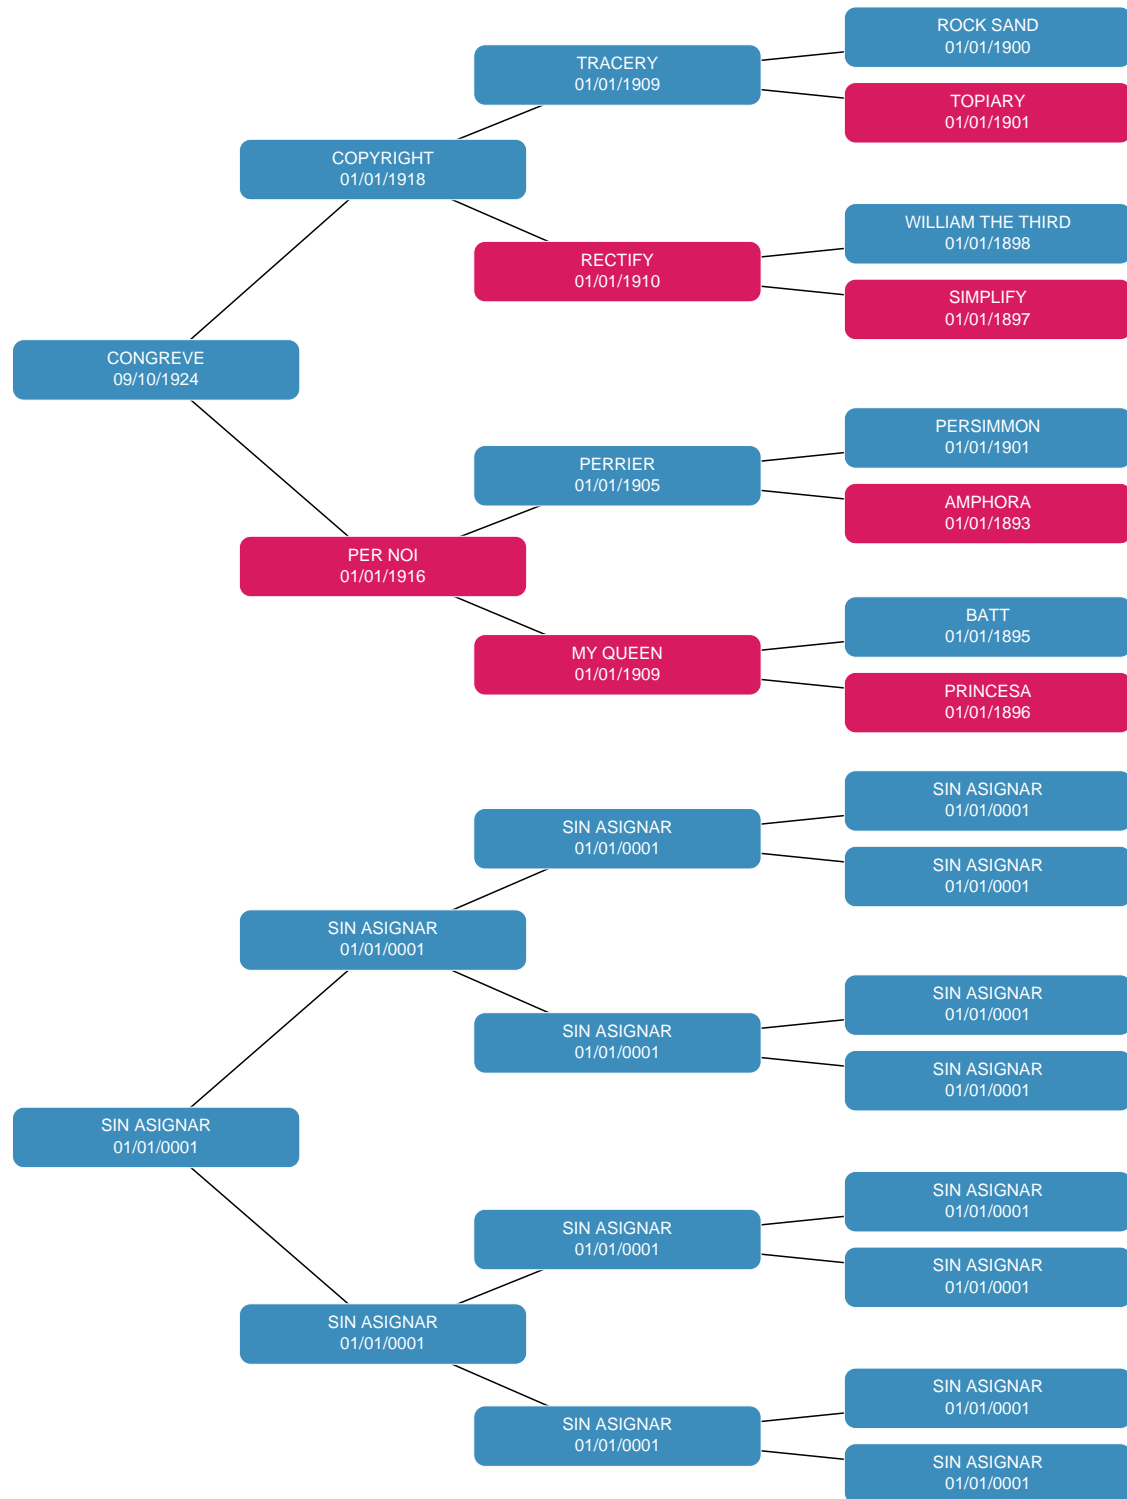 ROCK SAND
01/01/1900
TRACERY
01/01/1909
TOPIARY
01/01/1901
COPYRIGHT
01/01/1918
WILLIAM THE THIRD
01/01/1898
RECTIFY
01/01/1910
SIMPLIFY
01/01/1897
CONGREVE
09/10/1924
PERSIMMON
01/01/1901
PERRIER
01/01/1905
AMPHORA
01/01/1893
PER NOI
01/01/1916
BATT
01/01/1895
MY QUEEN
01/01/1909
PRINCESA
01/01/1896
SIN ASIGNAR
01/01/0001
SIN ASIGNAR
01/01/0001
SIN ASIGNAR
01/01/0001
SIN ASIGNAR
01/01/0001
SIN ASIGNAR
01/01/0001
SIN ASIGNAR
01/01/0001
SIN ASIGNAR
01/01/0001
SIN ASIGNAR
01/01/0001
SIN ASIGNAR
01/01/0001
SIN ASIGNAR
01/01/0001
SIN ASIGNAR
01/01/0001
SIN ASIGNAR
01/01/0001
SIN ASIGNAR
01/01/0001
SIN ASIGNAR
01/01/0001
SIN ASIGNAR
01/01/0001